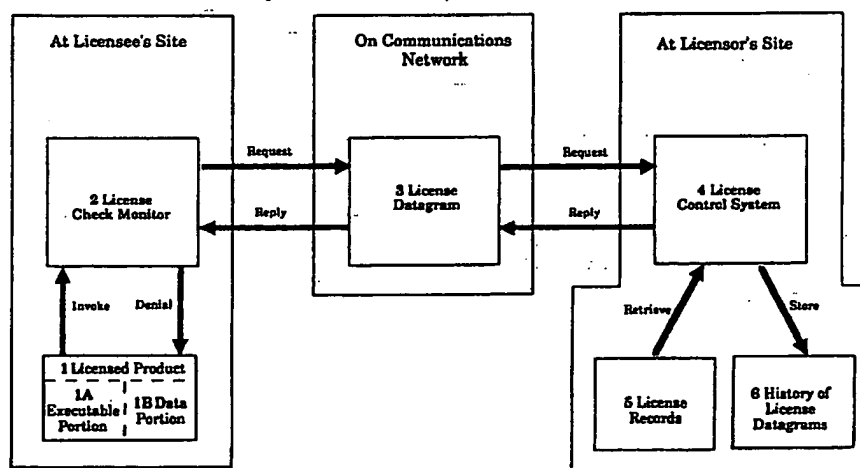 At Licensee's Site
On Communications
Network
At Licensor's Site
Request
Request
2 License
Check Monitor
3 License
Datagram
4 License
Control System
Reply
Reply
Invoke
Denial
Retrieve
Store
1 Licensed Product
1A
Executable
Portion
1B Data
Portion
5 License
Records
6 History of
License
Datagrams